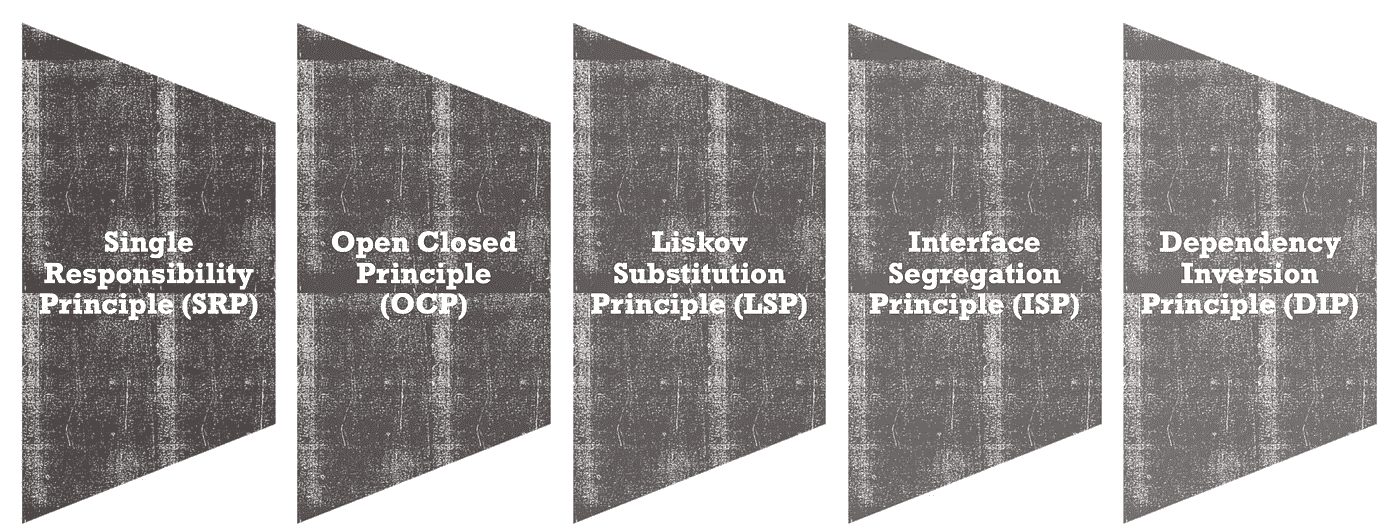 Single
Responsibility
Principle (SRP)
Open Closed
Principle
(OCP)
Liskov
Substitution
Principle (LSP)
Interface
Segregation
Principle (ISP)
Dependency
Inversion
Principle (DIP)